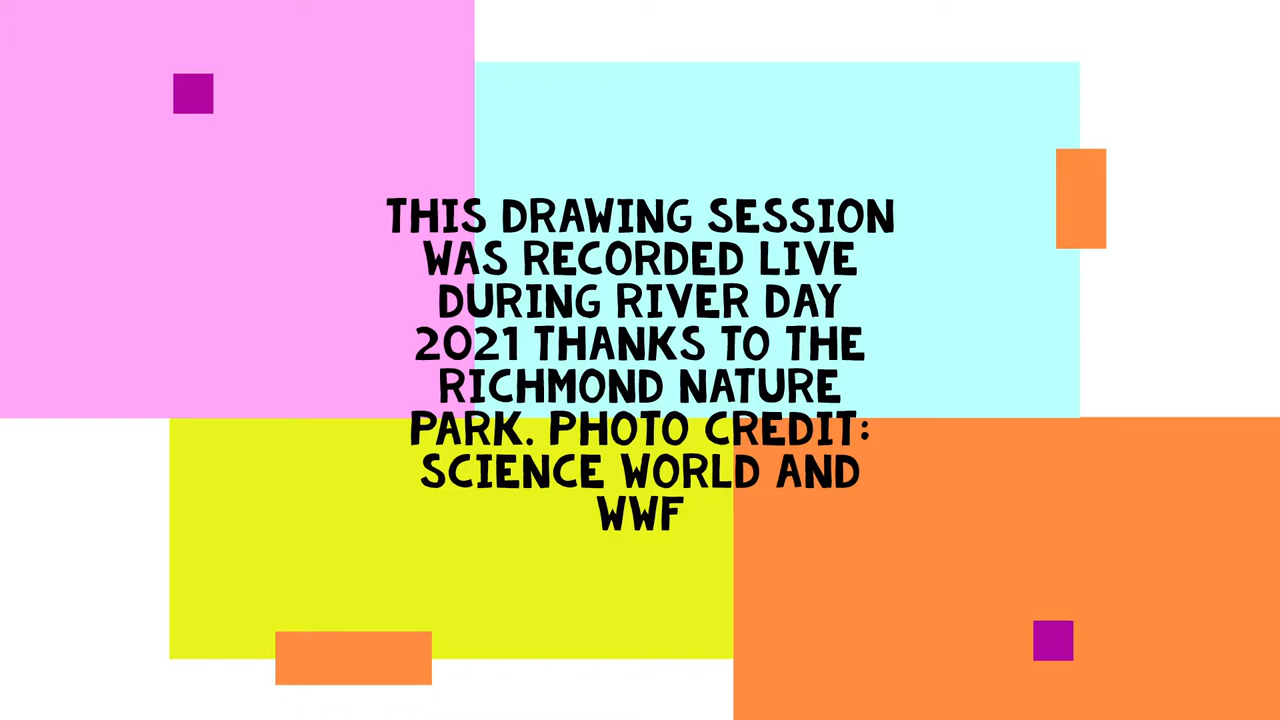 THIS DRAWING SESSION
WAS RECORDED LIVE
DURING RIVER DAY
2021 THANKS TO THE
RICHMOND NATURE
PARK. PHOTO CREDIT:
SCIENCE WORLD AND
WWF